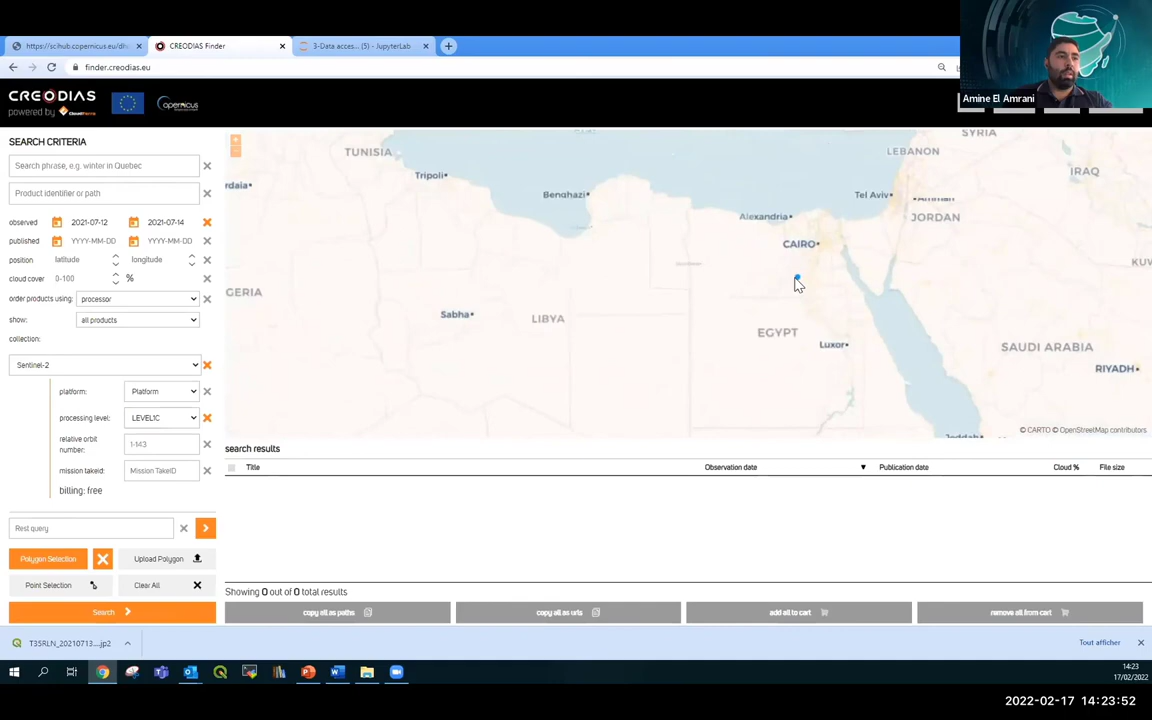 https://scihub.copernicus.eu/dh
CREODIAS Finder
3-Data acces... (5) - JupyterLab
finder.creodias.eu
Amine El Amrani
CREODIAS
powered by
opernicus
SEARCH CRITERIA
Search phrase, e.g. winter in Quebec
Product identifier or path
observed 2021-07-12 2021-07-14
published YYYY-MM-DD YYYY-MM-DD
position latitude longitude
cloud cover 0-100 %
order products using: processor
show: all products
collection:
Sentinel-2
platform: Platform
processing level: LEVEL1C
relative orbit
number:
1-143
mission takeid: Mission TakeID
billing: free
Rest query
Polygon Selection
Upload Polygon
Point Selection
Clear All
Search
SYRIA
TUNISIA
LEBANON
Tripoli
IRAQ
rdaia
Benghazi
Tel Aviv
Amman
Alexandria
JORDAN
CAIRO
KUW
GERIA
Sabha
LIBYA
EGYPT
Luxor
SAUDI ARABIA
RIYADH
Jeddah
© CARTO © OpenStreetMap contributors
search results
Title Observation date Publication date Cloud % File size
Showing 0 out of 0 total results
copy all as paths
copy all as urls
add all to cart
remove all from cart
T35RLN_20210713....jp2
Tout afficher
14:23
17/02/2022
2022-02-17 14:23:52